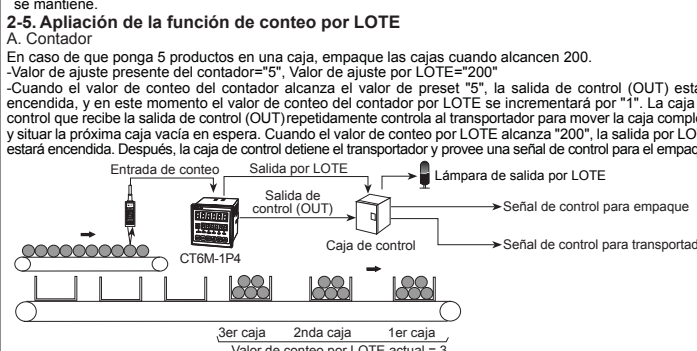 se mantiene.
2-5. Apliación de la función de conteo por LOTE
A. Contador
En caso de que ponga 5 productos en una caja, empaque las cajas cuando alcancen 200.
-Valor de ajuste presente del contador="5", Valor de ajuste por LOTE="200"
-Cuando el valor de conteo del contador alcanza el valor de preset "5", la salida de control (OUT) est
encendida, y en este momento el valor de conteo del contador por LOTE se incrementará por "1". La caja
control que recibe la salida de control (OUT)repetidamente controla al transportador para mover la caja comple
y situar la próxima caja vacía en espera. Cuando el valor de conteo por LOTE alcanza "200", la salida por LO
estará encendida. Después, la caja de control detiene el transportador y provee una señal de control para el empac
Entrada de conteo
Salida por LOTE
Lámpara de salida por LOTE
Salida de
control (OUT)
Señal de control para empaque
CT6M-1P4
Caja de control
Señal de control para transportad
3er caja 2nda caja 1er caja
Valor de conteo por LOTE actual = 3